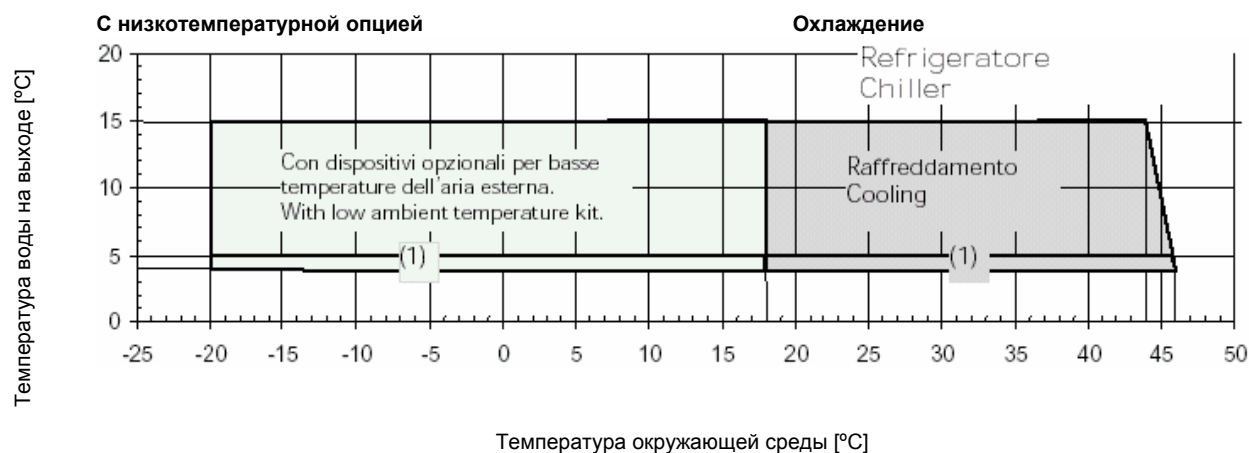 С низкотемпературной опцией
Охлаждение
Refrigeratore
Chiller
Температура воды на выходе [ºC]
20
15
10
5
0
Con dispositivi opzionali per basse
temperature dell'aria esterna.
With low ambient temperature kit.
Raffreddamento
Cooling
(1)
(1)
-25 -20 -15 -10 -5 0 5 10 15 20 25 30 35 40 45 50
Температура окружающей среды [ºC]